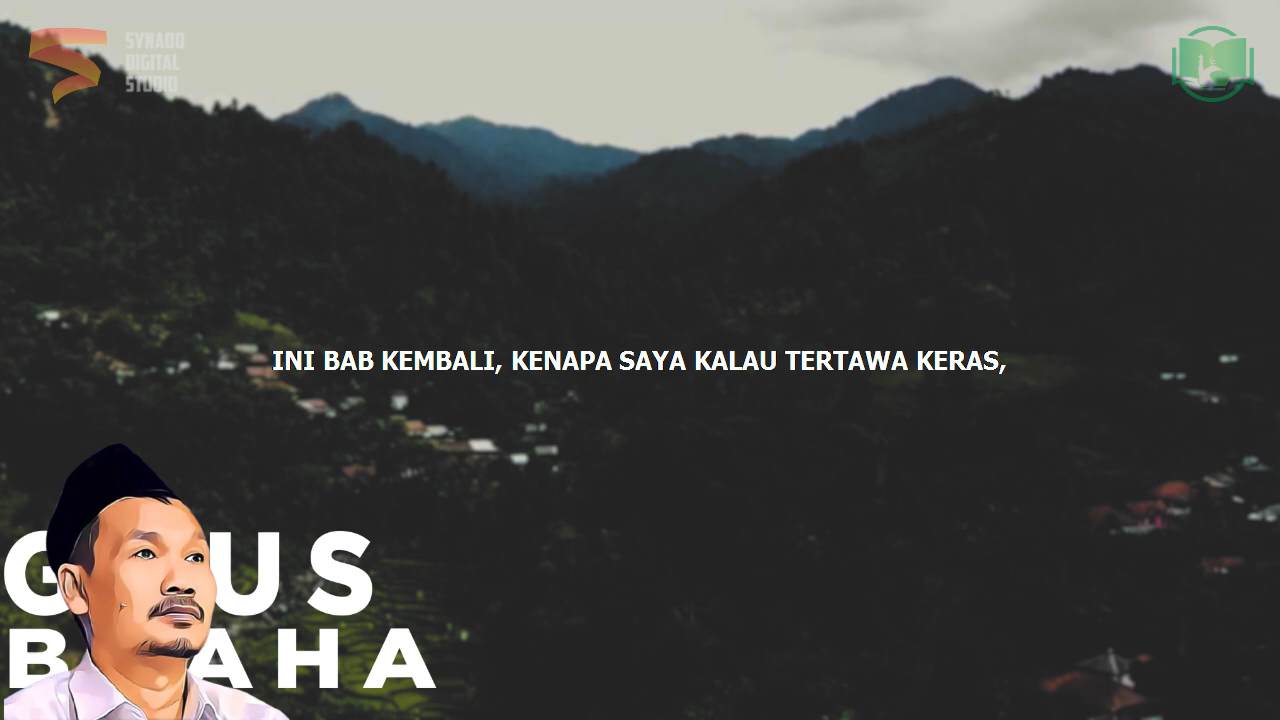 SYNADO
DIGITAL
STUDIO
INI BAB KEMBALI, KENAPA SAYA KALAU TERTAWA KERAS,
GUS
BAHA